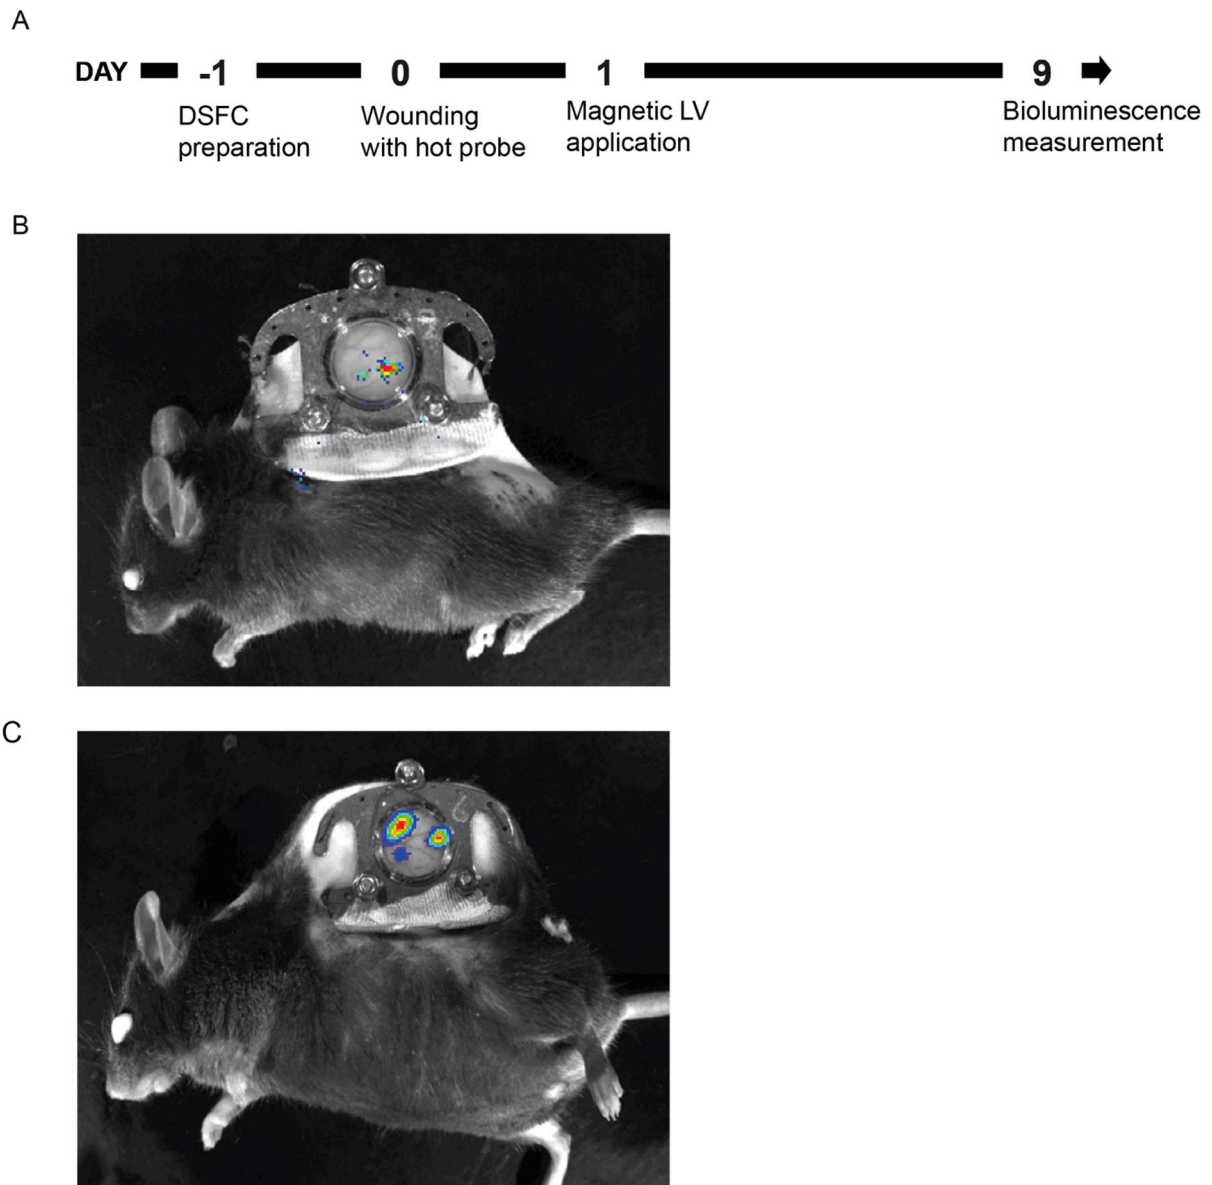 A
DAY -1 0 1 9
DSFC preparation
Wounding with hot probe
Magnetic LV application
Bioluminescence measurement
B
C